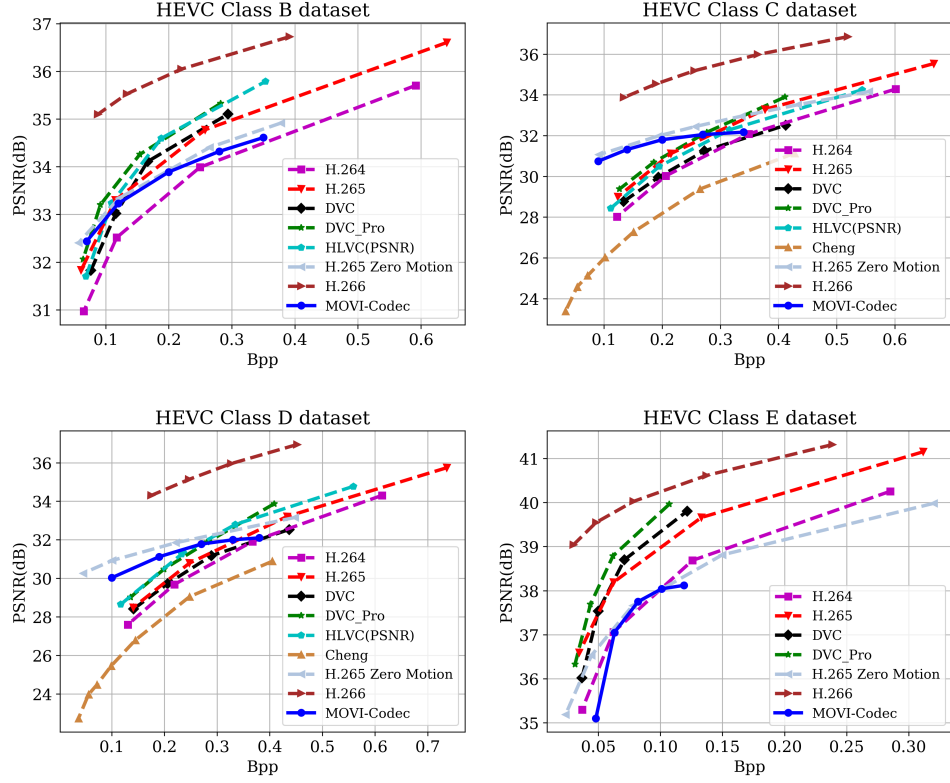 HEVC Class B dataset
37
36
35
34
33
32
31
PSNR(dB)
0.1
0.2
0.3
0.4
0.5
0.6
Bpp
H.264
H.265
DVC
DVC_Pro
HLVC(PSNR)
H.265 Zero Motion
H.266
MOVI-Codec
HEVC Class C dataset
36
34
32
30
28
26
24
PSNR(dB)
0.1
0.2
0.3
0.4
0.5
0.6
Bpp
H.264
H.265
DVC
DVC_Pro
HLVC(PSNR)
Cheng
H.265 Zero Motion
H.266
MOVI-Codec
HEVC Class D dataset
36
34
32
30
28
26
24
PSNR(dB)
0.1
0.2
0.3
0.4
0.5
0.6
0.7
Bpp
H.264
H.265
DVC
DVC_Pro
HLVC(PSNR)
Cheng
H.265 Zero Motion
H.266
MOVI-Codec
HEVC Class E dataset
41
40
39
38
37
36
35
PSNR(dB)
0.05
0.10
0.15
0.20
0.25
0.30
Bpp
H.264
H.265
DVC
DVC_Pro
H.265 Zero Motion
H.266
MOVI-Codec